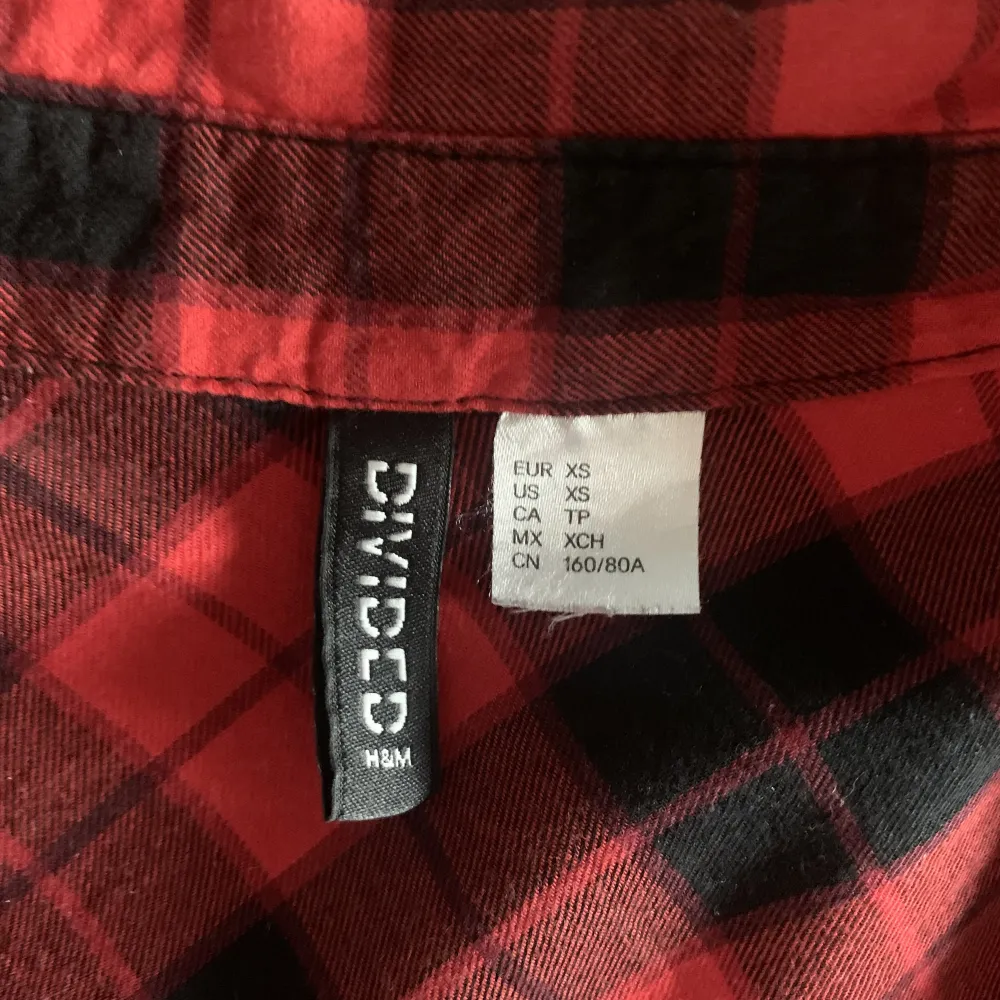 DIVIDED
H&M
EUR XS
US XS
CA TP
MX XCH
CN 160/80A